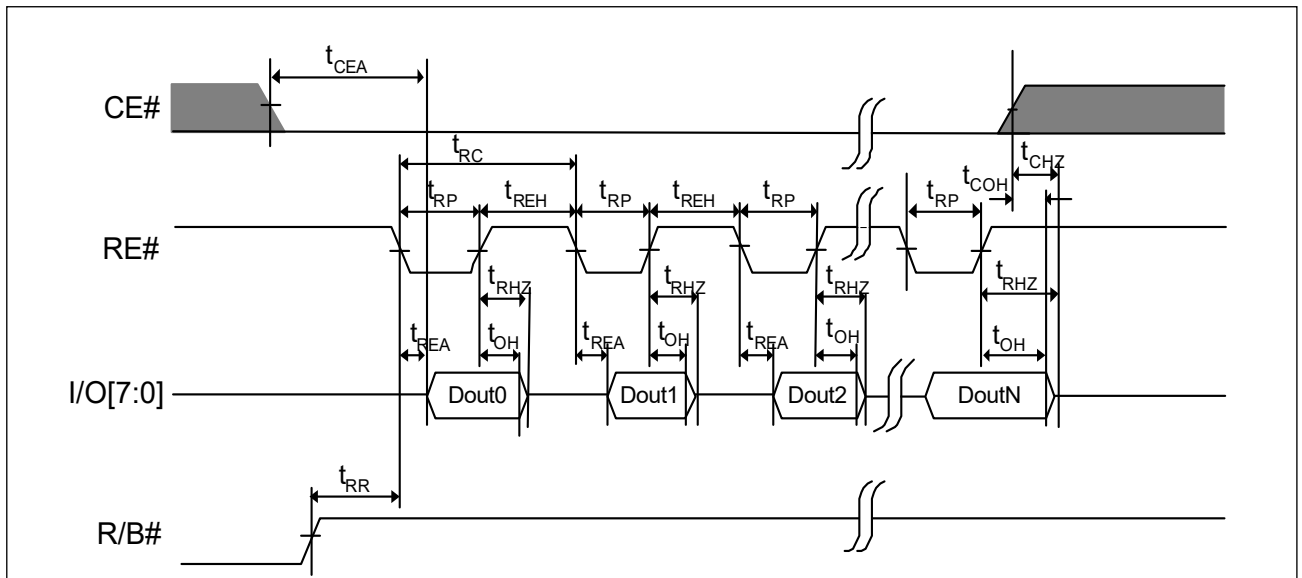 tCEA
CE#
tRC
tCHZ
tCOH
tRP tREH tRP tREH tRP tRP
RE#
tRHZ tRHZ tRHZ tRHZ
tREA tOH tREA tOH tREA tOH tOH
I/O[7:0] Dout0 Dout1 Dout2 DoutN
tRR
R/B#